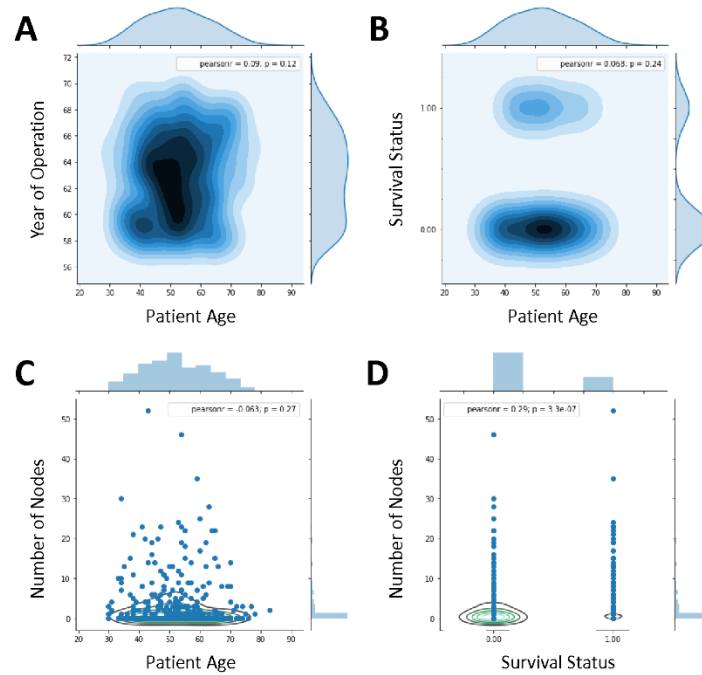 A
B
pearsonr = 0.09; p = 0.12
pearsonr = 0.068; p = 0.24
72
70
68
66
64
62
60
58
56
Year of Operation
1.00
0.00
Survival Status
20 30 40 50 60 70 80 90
20 30 40 50 60 70 80 90
Patient Age
Patient Age
C
D
pearsonr = -0.063; p = 0.27
pearsonr = 0.29; p = 3.3e-07
50
40
30
20
10
0
Number of Nodes
50
40
30
20
10
0
Number of Nodes
20 30 40 50 60 70 80 90
0.00 1.00
Patient Age
Survival Status